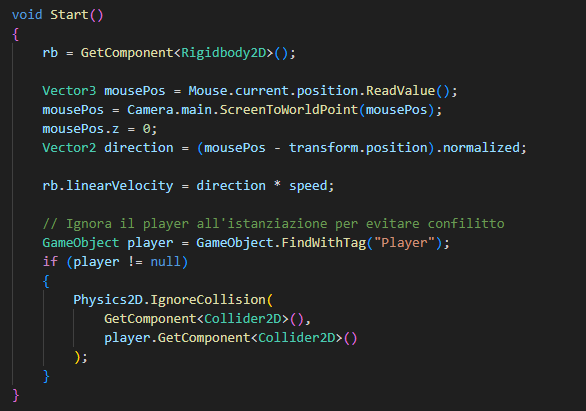 void Start()
{
    rb = GetComponent<Rigidbody2D>();
    Vector3 mousePos = Mouse.current.position.ReadValue();
    mousePos = Camera.main.ScreenToWorldPoint(mousePos);
    mousePos.z = 0;
    Vector2 direction = (mousePos - transform.position).normalized;
    rb.linearVelocity = direction * speed;
    // Ignora il player all'istanziazione per evitare confilitto
    GameObject player = GameObject.FindWithTag("Player");
    if (player != null)
    {
        Physics2D.IgnoreCollision(
            GetComponent<Collider2D>(),
            player.GetComponent<Collider2D>()
        );
    }
}